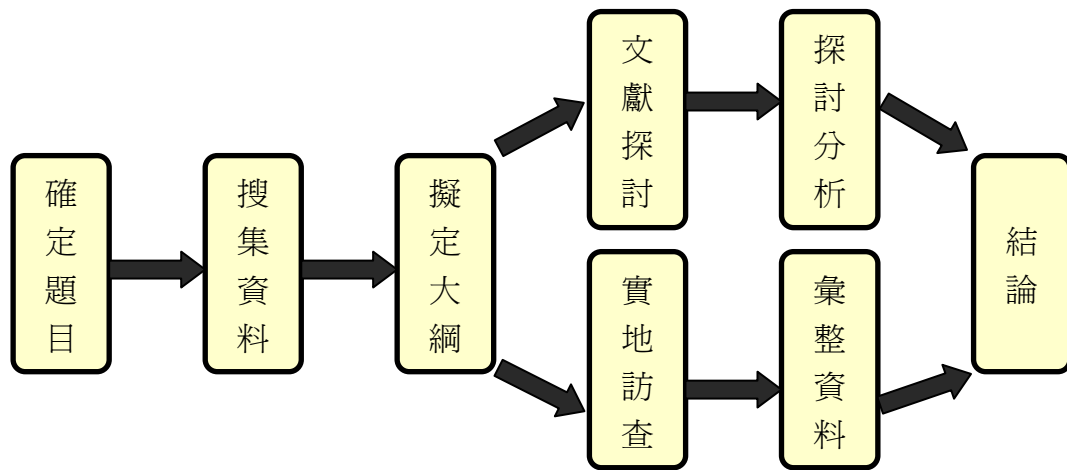 確定題目
搜集資料
擬定大綱
文獻探討
探討分析
實地訪查
彙整資料
結論